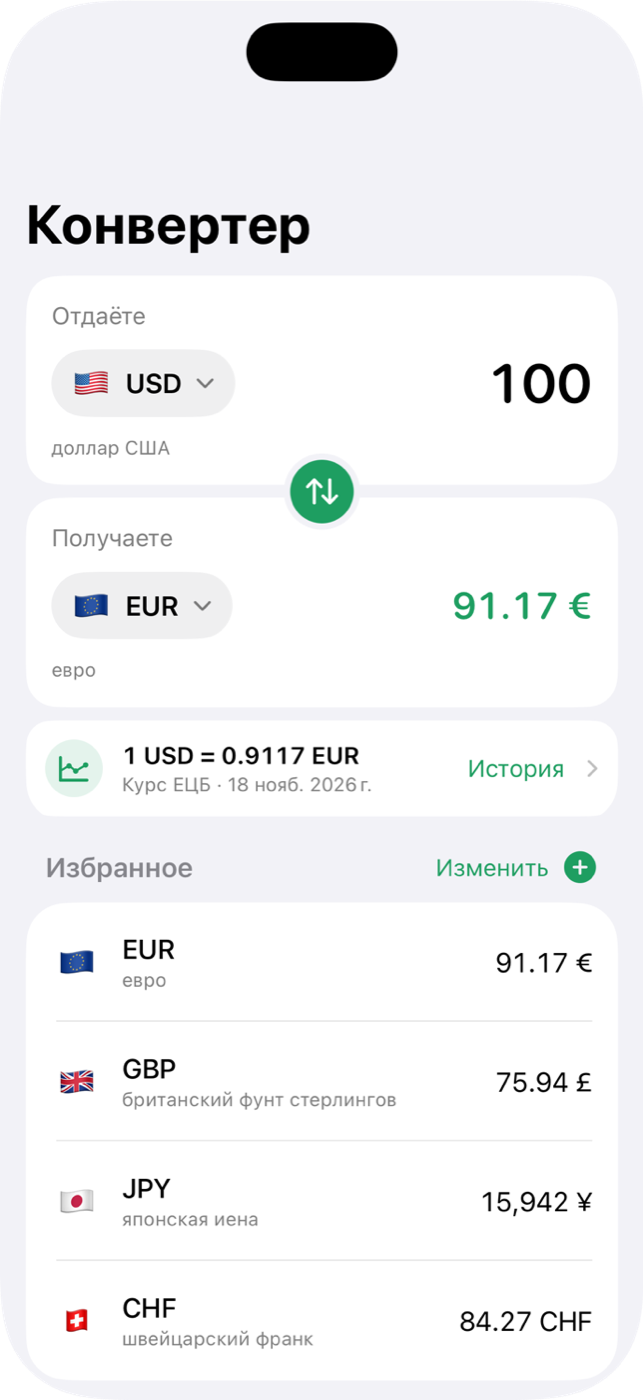 Конвертер
Отдаёте
USD
100
доллар США
Получаете
EUR
91.17 €
евро
1 USD = 0.9117 EUR
Курс ЕЦБ · 18 нояб. 2026 г.
История
Избранное
Изменить
EUR
евро
91.17 €
GBP
британский фунт стерлингов
75.94 £
JPY
японская иена
15,942 ¥
CHF
швейцарский франк
84.27 CHF